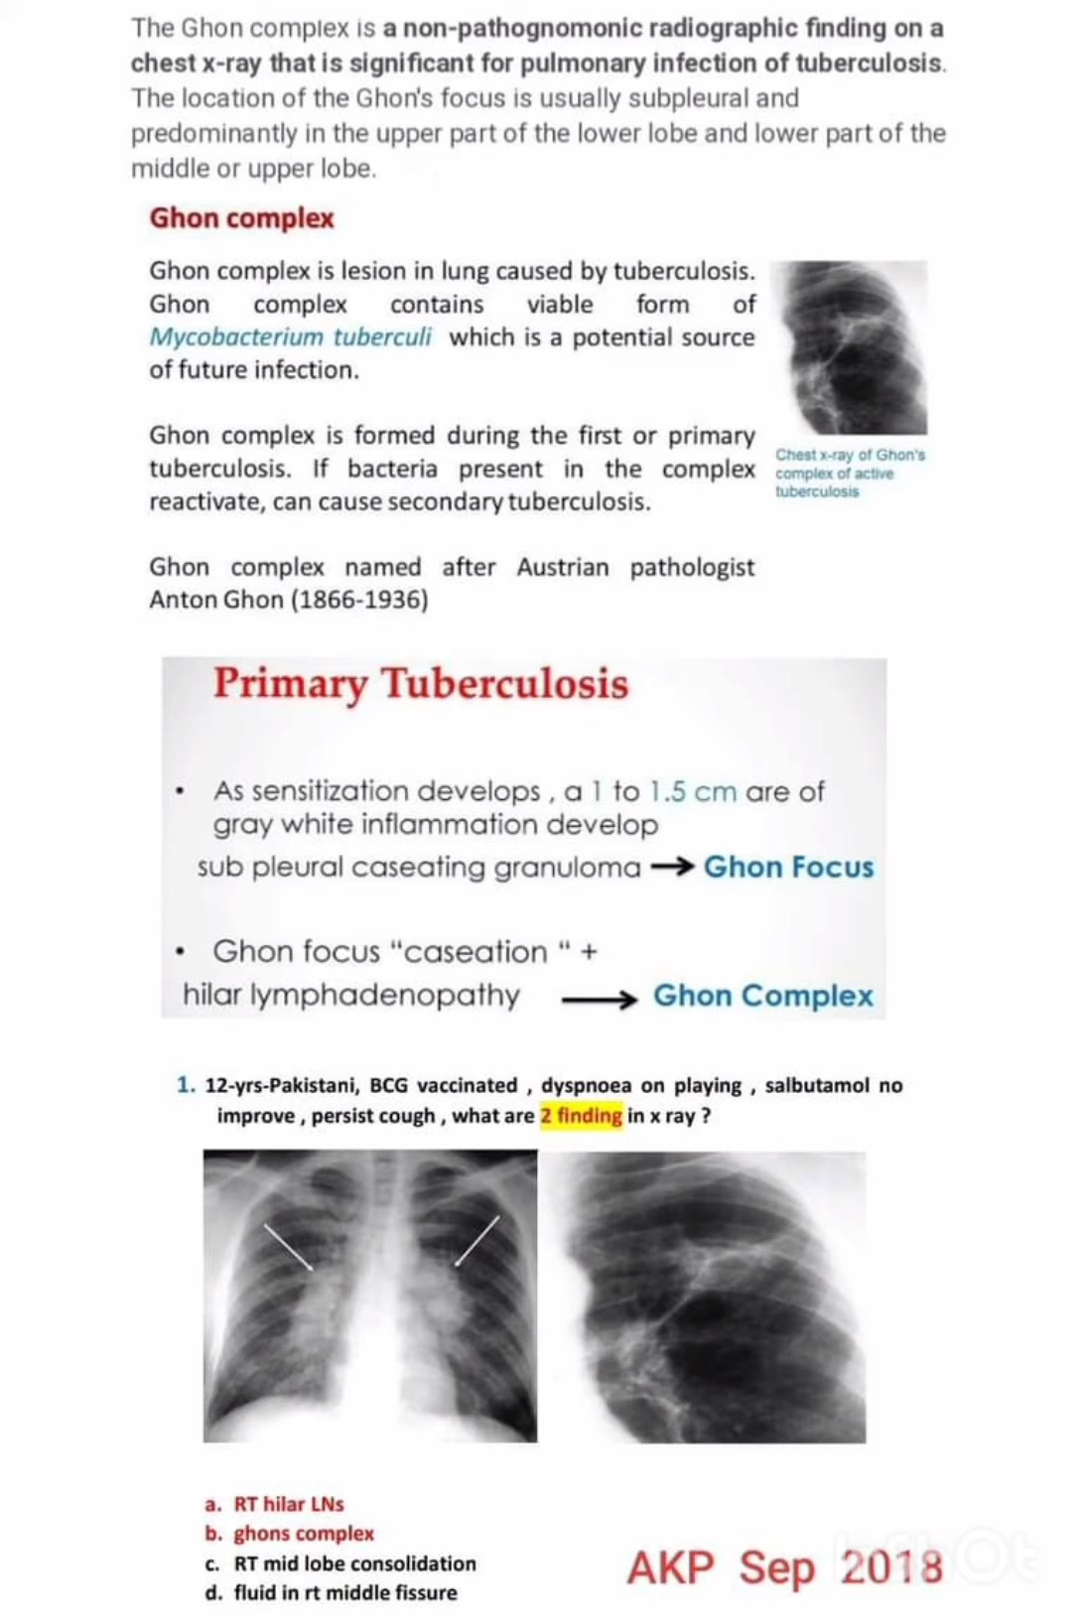 The Ghon complex is a non-pathognomonic radiographic finding on a
chest x-ray that is significant for pulmonary infection of tuberculosis.
The location of the Ghon's focus is usually subpleural and
predominantly in the upper part of the lower lobe and lower part of the
middle or upper lobe.
Ghon complex
Ghon complex is lesion in lung caused by tuberculosis.
Ghon complex contains viable form of
Mycobacterium tuberculi which is a potential source
of future infection.
Ghon complex is formed during the first or primary
tuberculosis. If bacteria present in the complex
reactivate, can cause secondary tuberculosis.
Chest x-ray of Ghon's
complex of active
tuberculosis
Ghon complex named after Austrian pathologist
Anton Ghon (1866-1936)
Primary Tuberculosis
• As sensitization develops , a 1 to 1.5 cm are of
gray white inflammation develop
sub pleural caseating granuloma → Ghon Focus
• Ghon focus "caseation " +
hilar lymphadenopathy → Ghon Complex
1. 12-yrs-Pakistani, BCG vaccinated , dyspnoea on playing , salbutamol no
improve , persist cough , what are 2 finding in x ray ?
a. RT hilar LNs
b. ghons complex
c. RT mid lobe consolidation
d. fluid in rt middle fissure
AKP Sep 2018